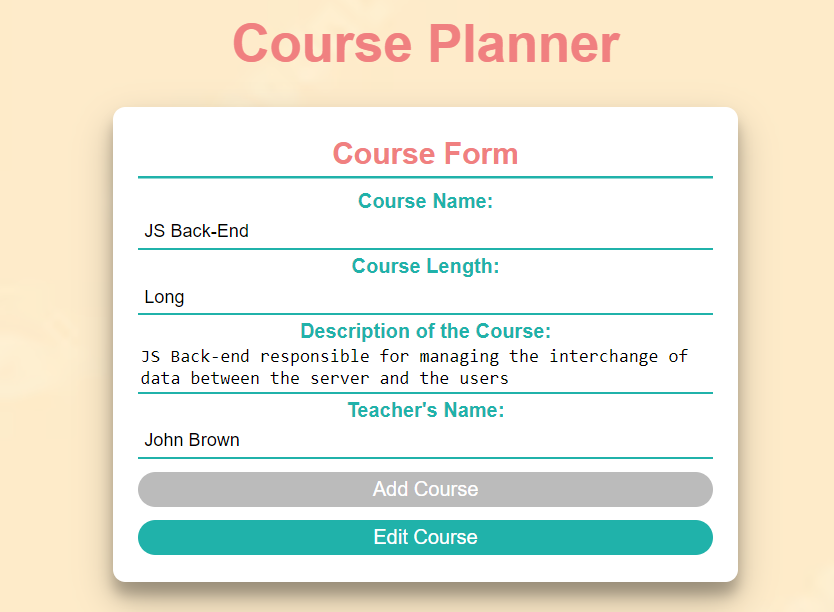 Course Planner
Course Form
Course Name:
JS Back-End
Course Length:
Long
Description of the Course:
JS Back-end responsible for managing the interchange of
data between the server and the users
Teacher's Name:
John Brown
Add Course
Edit Course